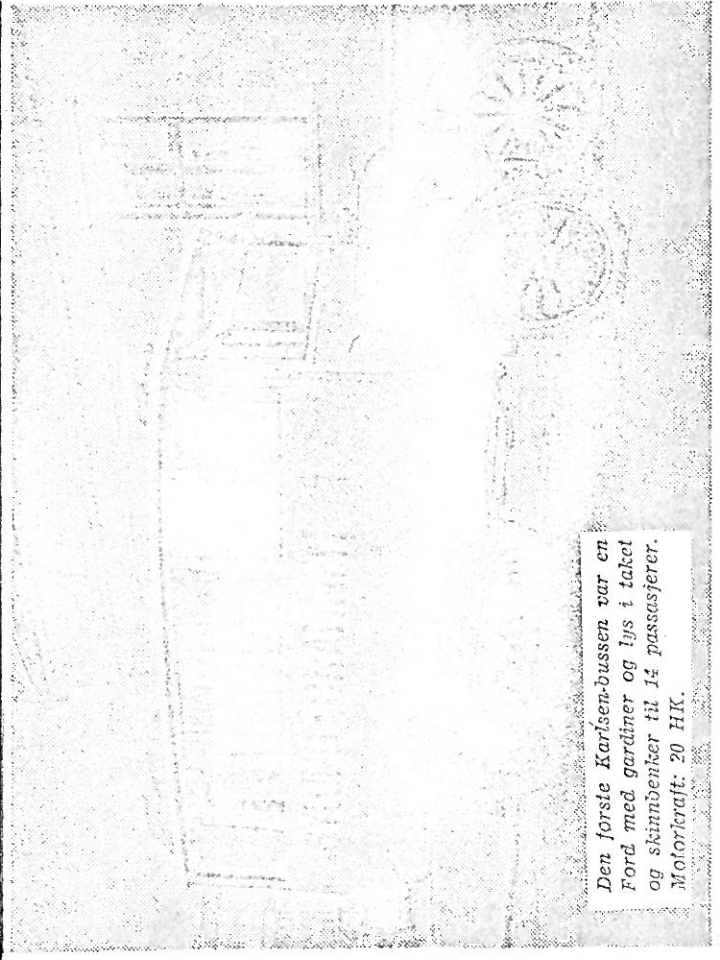 Den første Karlsen-bussen var en
Ford med gardiner og lys i taket
og skinnbenker til 14 passasjerer.
Motorkraft: 20 HK.